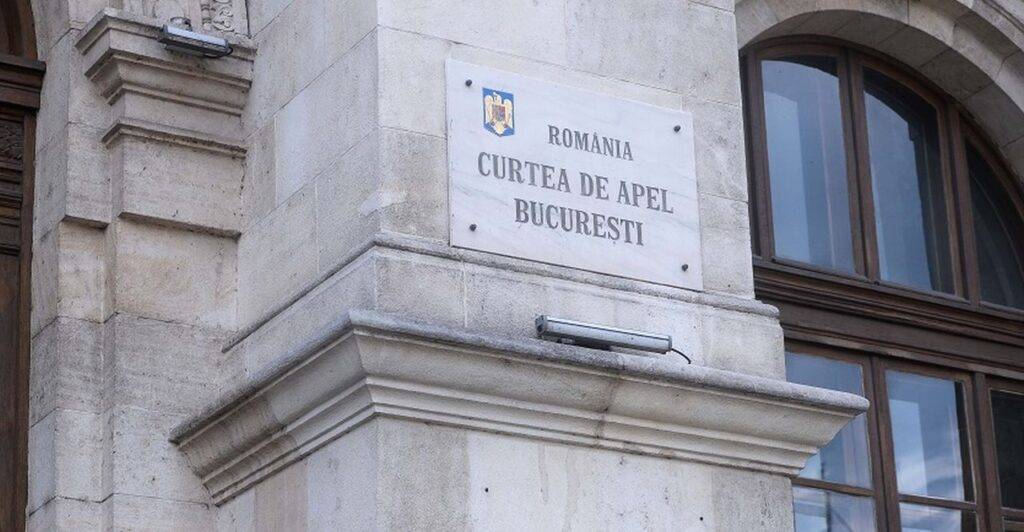 ROMÂNIA
CURTEA DE APEL
BUCUREȘTI